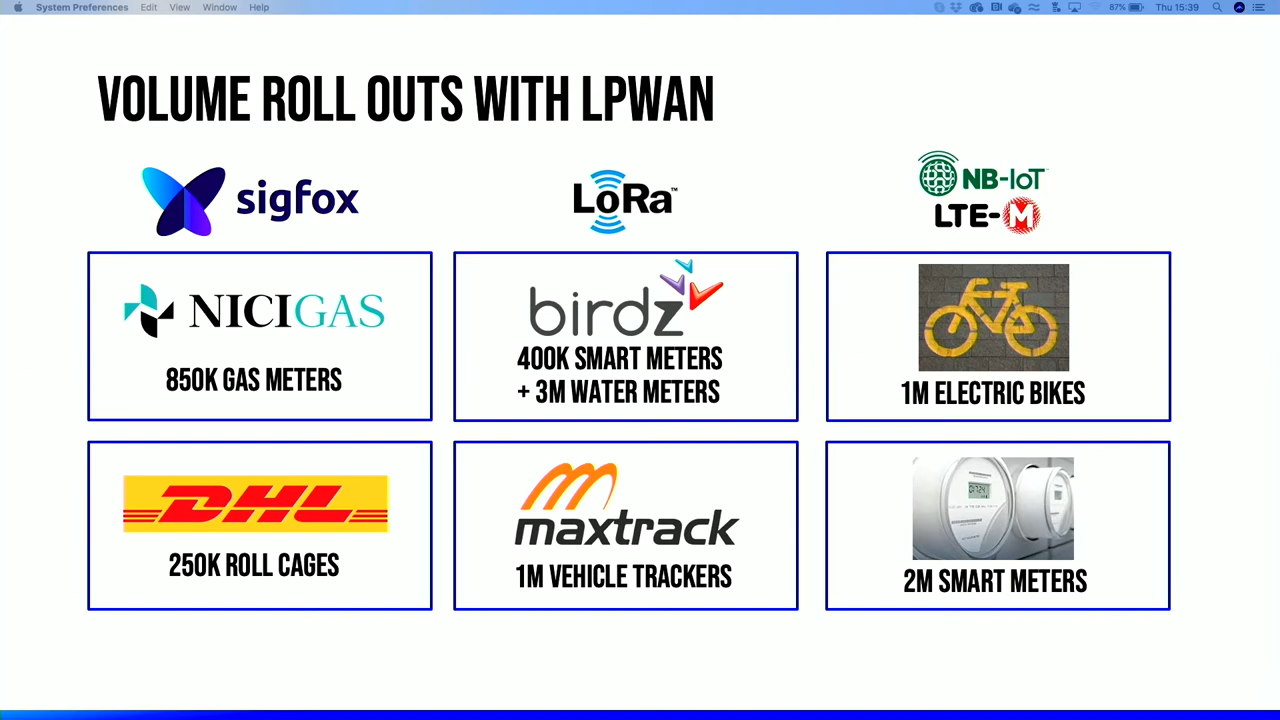 System Preferences Edit View Window Help 87% Thu 15:39
VOLUME ROLL OUTS WITH LPWAN
sigfox
LoRa™
NB-IoT
LTE-M
NICIGAS
850K GAS METERS
birdz
400K SMART METERS
+ 3M WATER METERS
1M ELECTRIC BIKES
DHL
250K ROLL CAGES
maxtrack
1M VEHICLE TRACKERS
2M SMART METERS